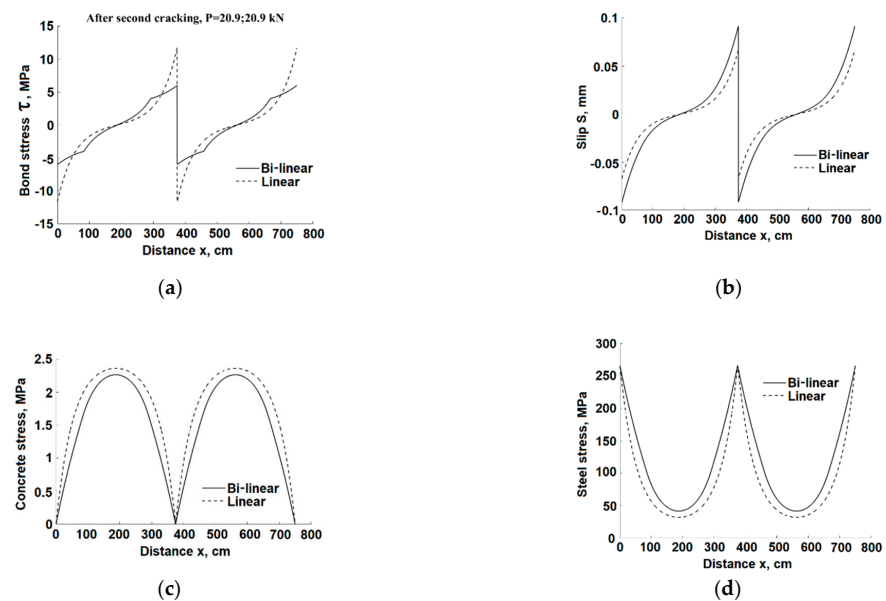 After second cracking, P=20.9;20.9 kN
Bond sttress τ, MPa
15
10
5
0
-5
-10
-15
Bi-linear
Linear
0 100 200 300 400 500 600 700 800
Distance x, cm
(a)
Slip S, mm
0.1
0.05
0
-0.05
-0.1
Bi-linear
Linear
0 100 200 300 400 500 600 700 800
Distance x, cm
(b)
Concrete stress, MPa
2.5
2
1.5
1
0.5
0
Bi-linear
Linear
0 100 200 300 400 500 600 700 800
Distance x, cm
(c)
Steel stress, MPa
300
250
200
150
100
50
0
Bi-linear
Linear
0 100 200 300 400 500 600 700 800
Distance x, cm
(d)